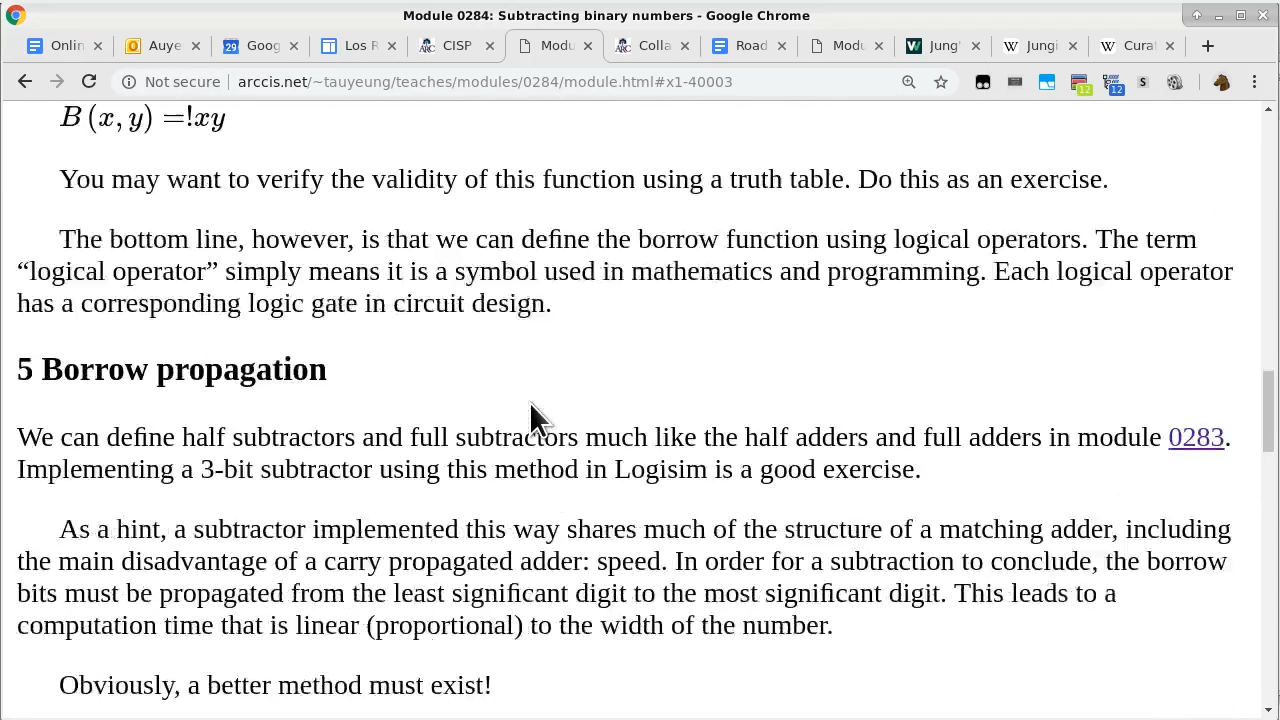 Module 0284: Subtracting binary numbers - Google Chrome
Onlin Auye Goog Los R CISP Modu Colla Road Modu Jung' Jungi Cura
Not secure arccis.net/~tauyeung/teaches/modules/0284/module.html#x1-40003
B (x, y) =!xy
You may want to verify the validity of this function using a truth table. Do this as an exercise.
The bottom line, however, is that we can define the borrow function using logical operators. The term
“logical operator” simply means it is a symbol used in mathematics and programming. Each logical operator
has a corresponding logic gate in circuit design.
5 Borrow propagation
We can define half subtractors and full subtractors much like the half adders and full adders in module 0283.
Implementing a 3-bit subtractor using this method in Logisim is a good exercise.
As a hint, a subtractor implemented this way shares much of the structure of a matching adder, including
the main disadvantage of a carry propagated adder: speed. In order for a subtraction to conclude, the borrow
bits must be propagated from the least significant digit to the most significant digit. This leads to a
computation time that is linear (proportional) to the width of the number.
Obviously, a better method must exist!